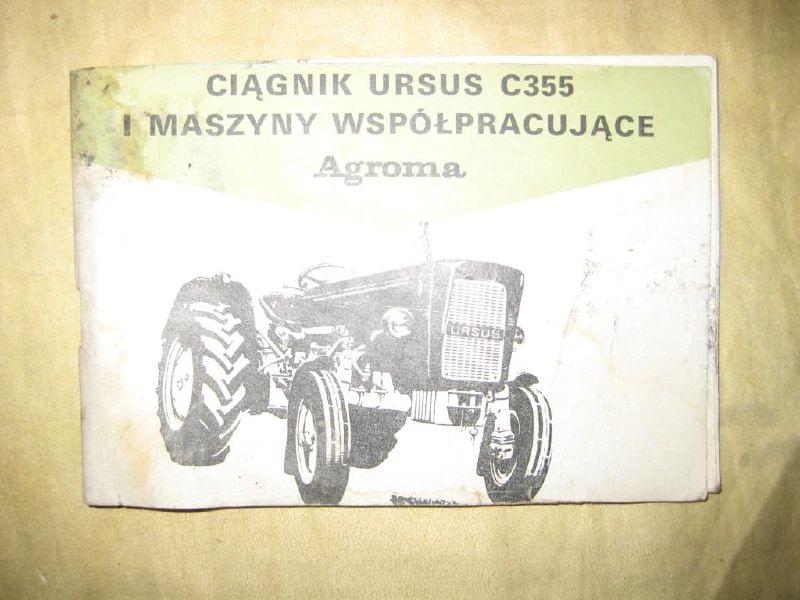 CIĄGNIK URSUS C355
I MASZYNY WSPÓŁPRACUJĄCE
Agroma
URSUS